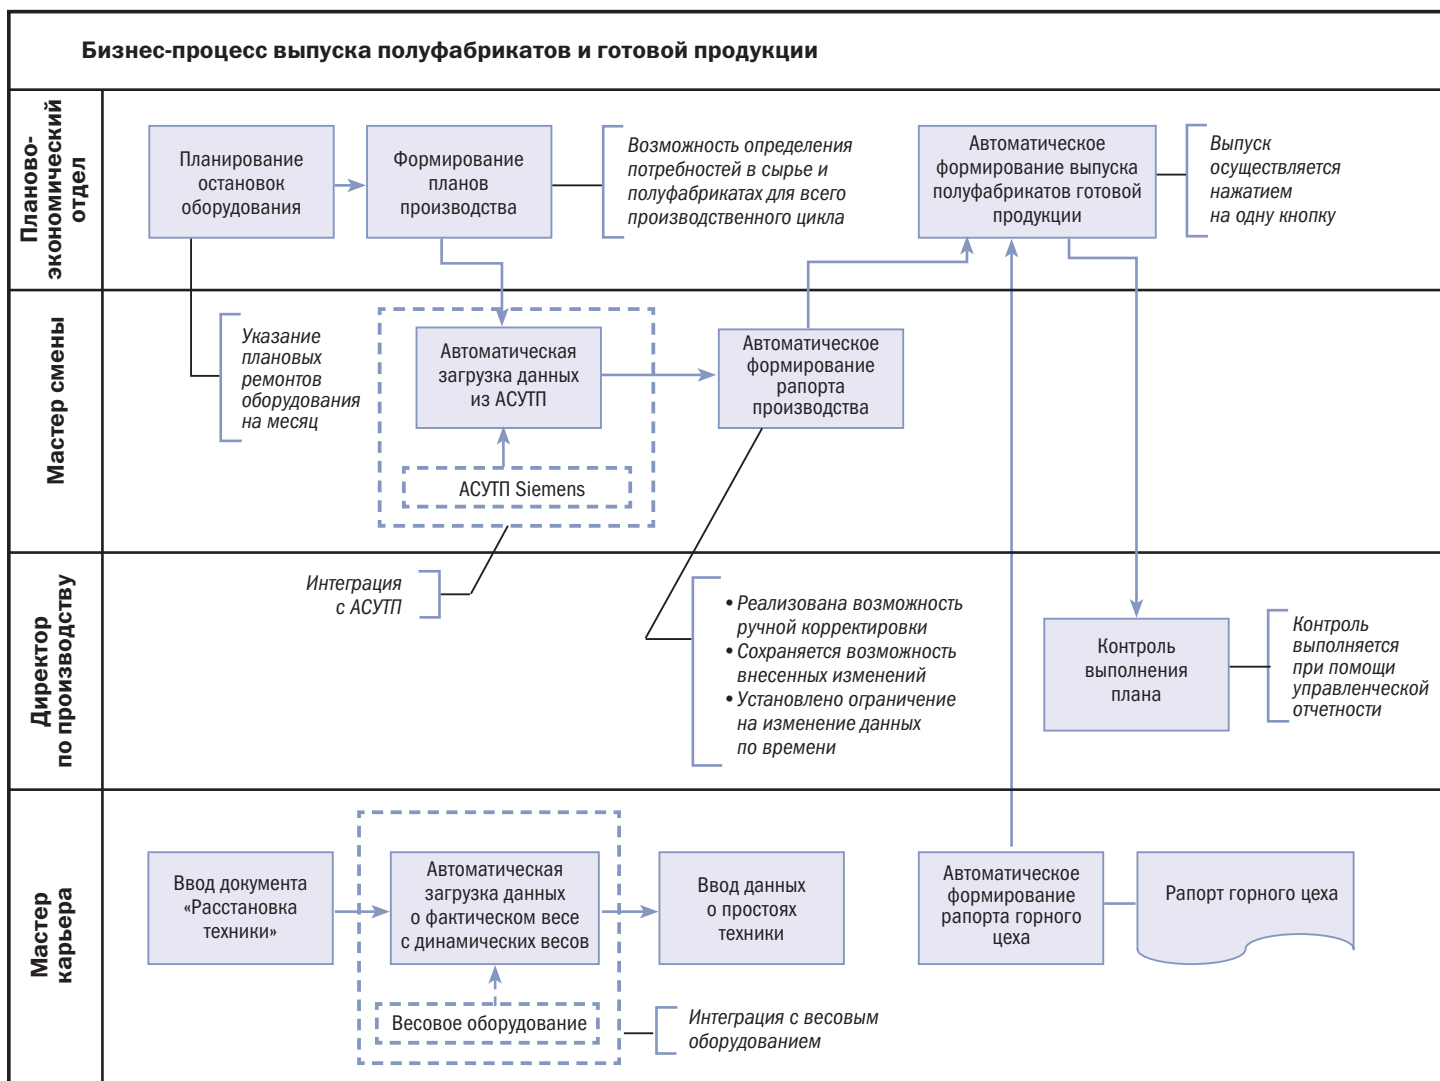 Бизнес-процесс выпуска полуфабрикатов и готовой продукции
Планово-
экономический
отдел
Планирование
остановок
оборудования
Формирование
планов
производства
Возможность определения
потребностей в сырье и
полуфабрикатах для всего
производственного цикла
Автоматическое
формирование выпуска
полуфабрикатов готовой
продукции
Выпуск
осуществляется
нажатием
на одну кнопку
Мастер смены
Указание
плановых
ремонтов
оборудования
на месяц
Автоматическая
загрузка данных
из АСУТП
АСУТП Siemens
Автоматическое
формирование
рапорта
производства
Директор
по производству
Интеграция
с АСУТП
• Реализована возможность
ручной корректировки
• Сохраняется возможность
внесенных изменений
• Установлено ограничение
на изменение данных
по времени
Контроль
выполнения
плана
Контроль
выполняется
при помощи
управленческой
отчетности
Мастер
карьера
Ввод документа
«Расстановка
техники»
Автоматическая
загрузка данных
о фактическом весе
с динамических весов
Весовое оборудование
Ввод данных
о простоях
техники
Интеграция с весовым
оборудованием
Автоматическое
формирование
рапорта горного
цеха
Рапорт горного цеха